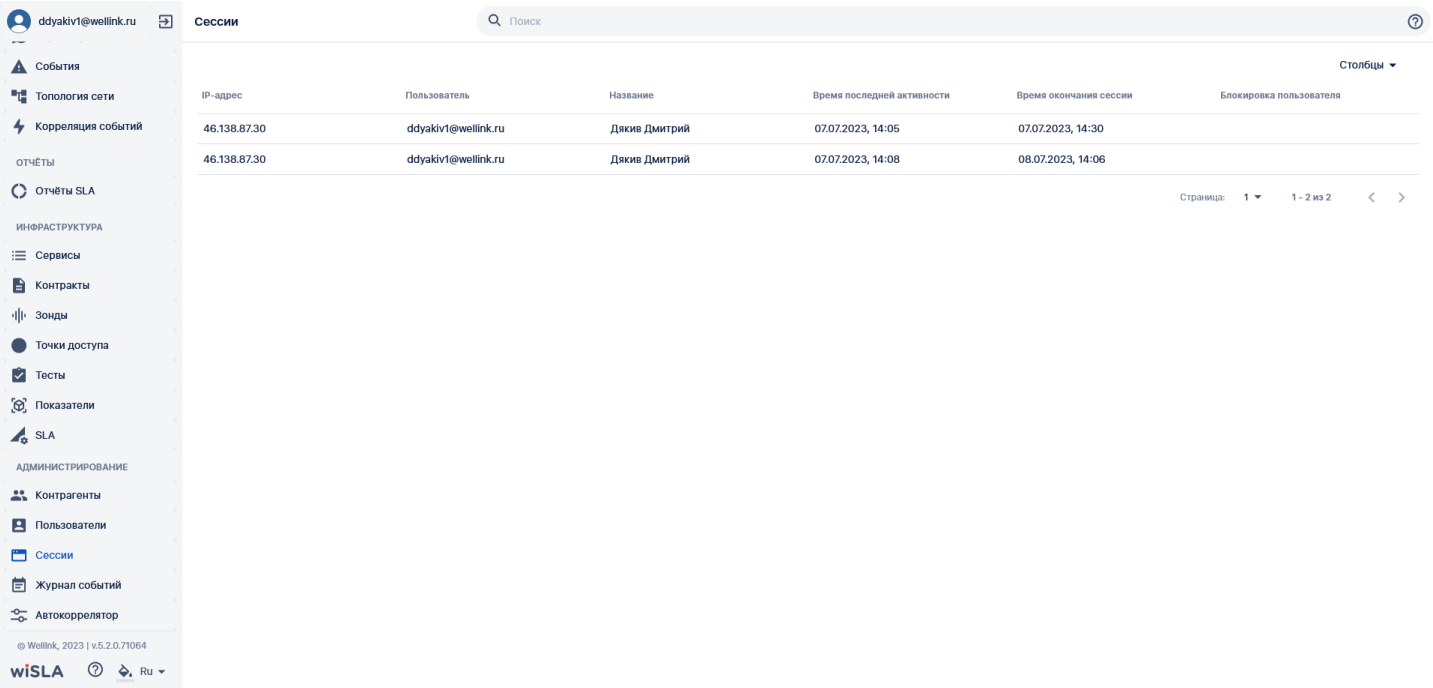 ddyakiv1@wellink.ru
События
Топология сети
Корреляция событий
ОТЧЁТЫ
Отчёты SLA
ИНФРАСТРУКТУРА
Сервисы
Контракты
Зонды
Точки доступа
Тесты
Показатели
SLA
АДМИНИСТРИРОВАНИЕ
Контрагенты
Пользователи
Сессии
Журнал событий
Автокоррелятор
© Wellink, 2023 | v.5.2.0.71064
wiSLA Ru
Сессии
Поиск
Столбцы
IP-адрес Пользователь Название Время последней активности Время окончания сессии Блокировка пользователя
46.138.87.30 ddyakiv1@wellink.ru Дякив Дмитрий 07.07.2023, 14:05 07.07.2023, 14:30
46.138.87.30 ddyakiv1@wellink.ru Дякив Дмитрий 07.07.2023, 14:08 08.07.2023, 14:06
Страница: 1 1 - 2 из 2